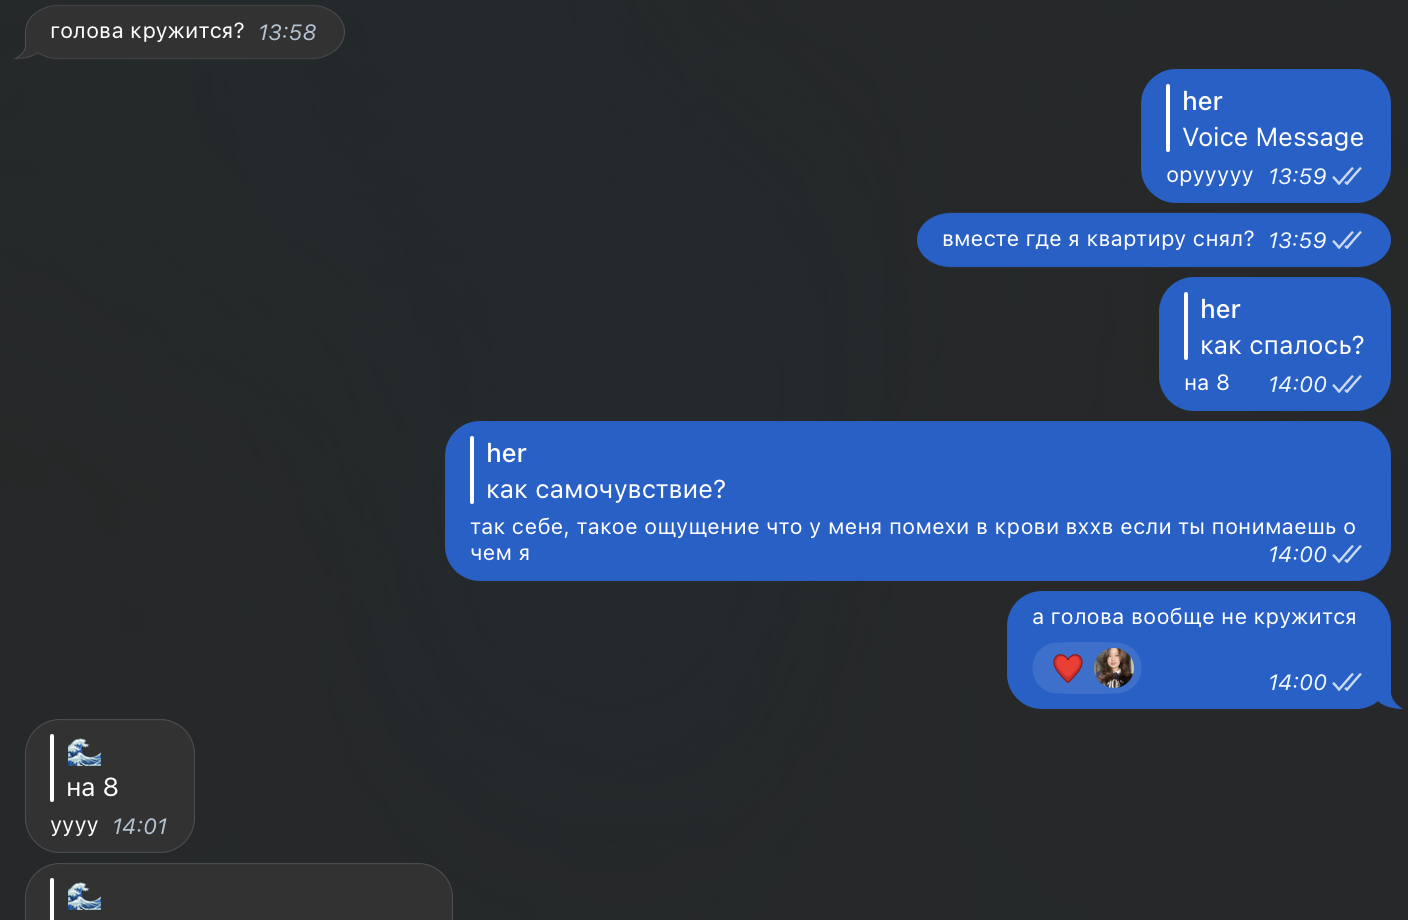 голова кружится? 13:58
her
Voice Message
орууууу 13:59
вместе где я квартиру снял? 13:59
her
как спалось?
на 8 14:00
her
как самочувствие?
так себе, такое ощущение что у меня помехи в крови вххв если ты понимаешь о
чем я 14:00
а голова вообще не кружится
14:00
🌊
на 8
уууу 14:01
🌊